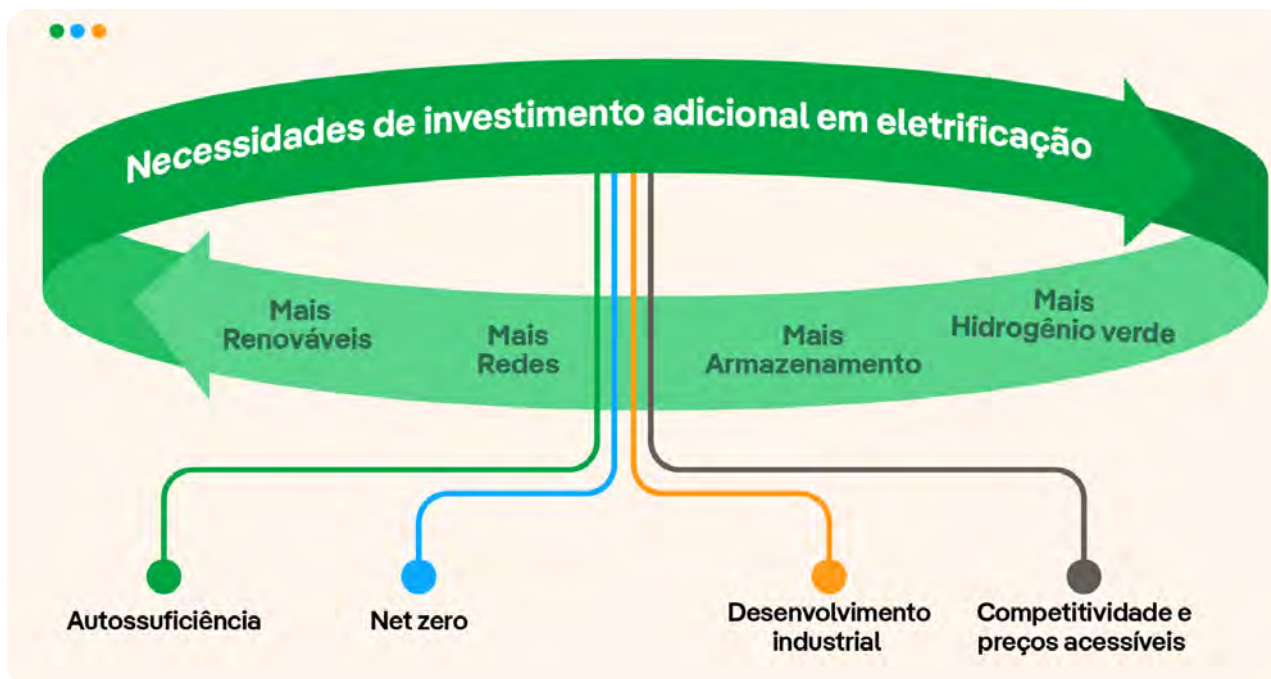 Necessidades de investimento adicional em eletrificação
Mais
Renováveis
Mais
Redes
Mais
Armazenamento
Mais
Hidrogênio verde
Autossuficiência
Net zero
Desenvolvimento
industrial
Competitividade e
preços acessíveis